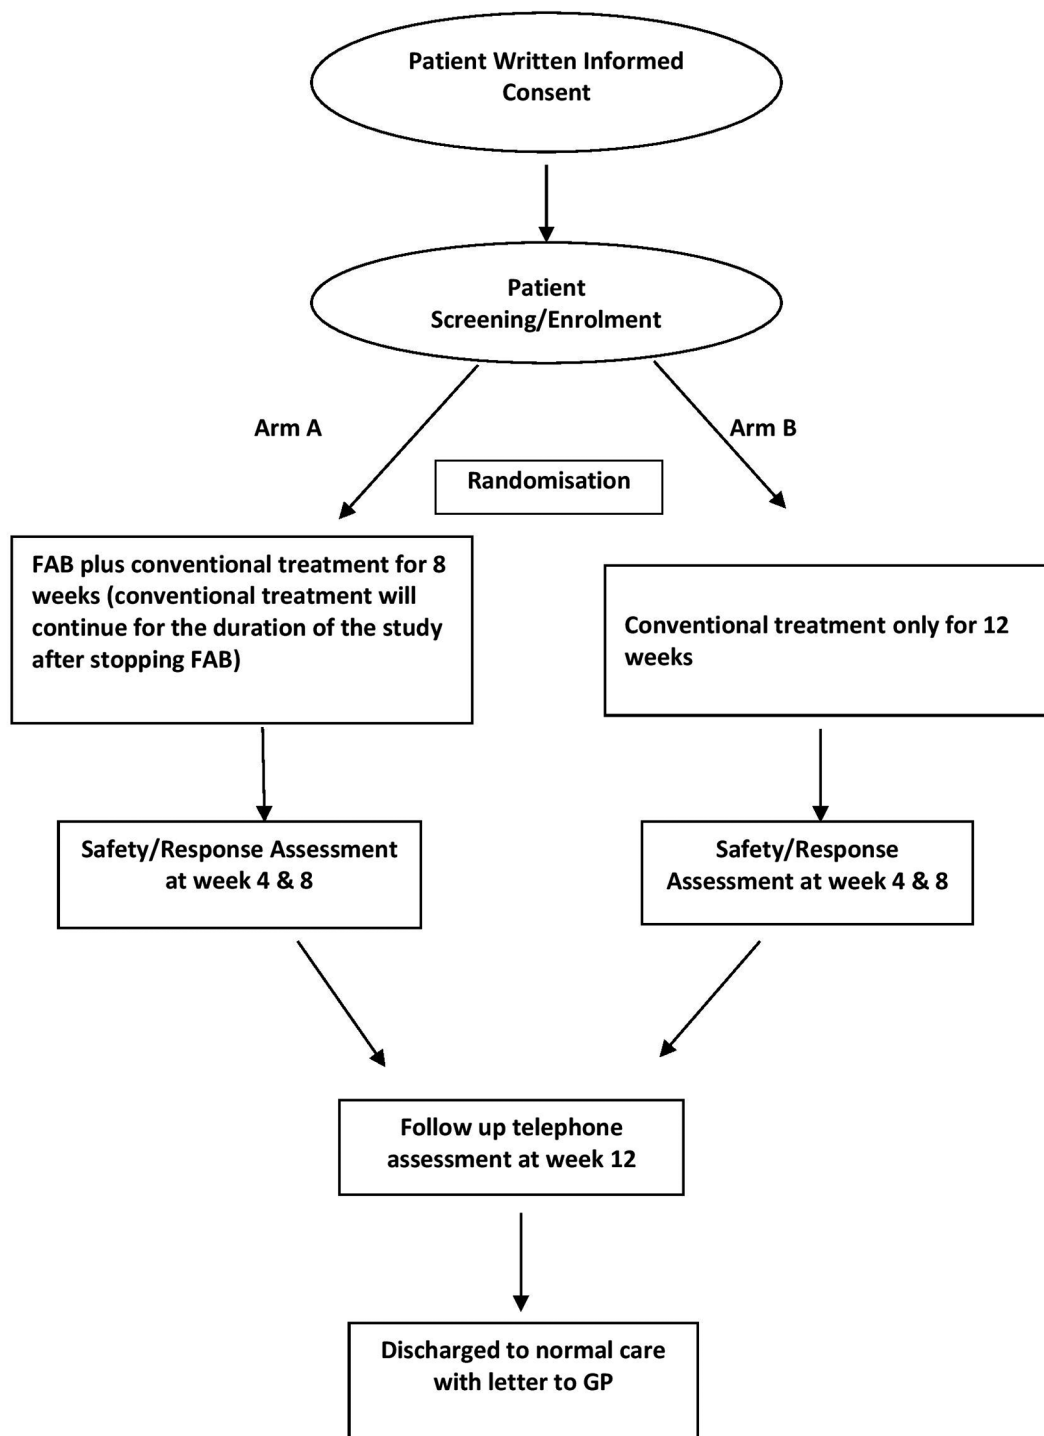 Patient Written Informed
Consent
Patient
Screening/Enrolment
Arm A
Arm B
Randomisation
FAB plus conventional treatment for 8
weeks (conventional treatment will
continue for the duration of the study
after stopping FAB)
Conventional treatment only for 12
weeks
Safety/Response Assessment
at week 4 & 8
Safety/Response
Assessment at week 4 & 8
Follow up telephone
assessment at week 12
Discharged to normal care
with letter to GP